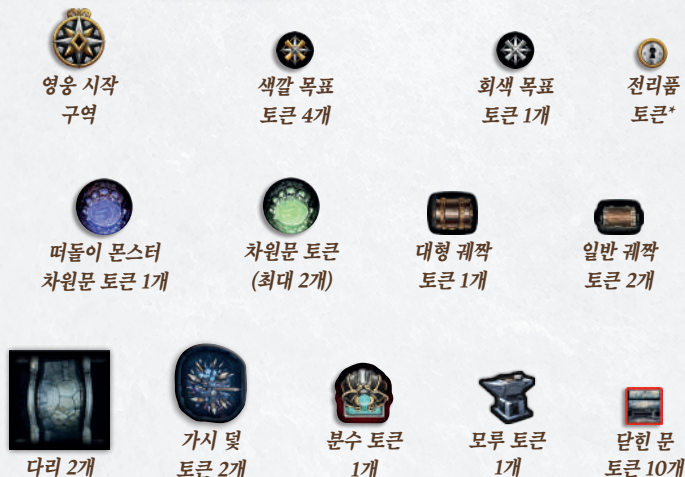 영웅 시작
구역
색깔 목표
토큰 4개
회색 목표
토큰 1개
전리품
토큰*
떠돌이 몬스터
차원문 토큰 1개
차원문 토큰
(최대 2개)
대형 궤짝
토큰 1개
일반 궤짝
토큰 2개
다리 2개
가시 덫
토큰 2개
분수 토큰
1개
모루 토큰
1개
닫힌 문
토큰 10개